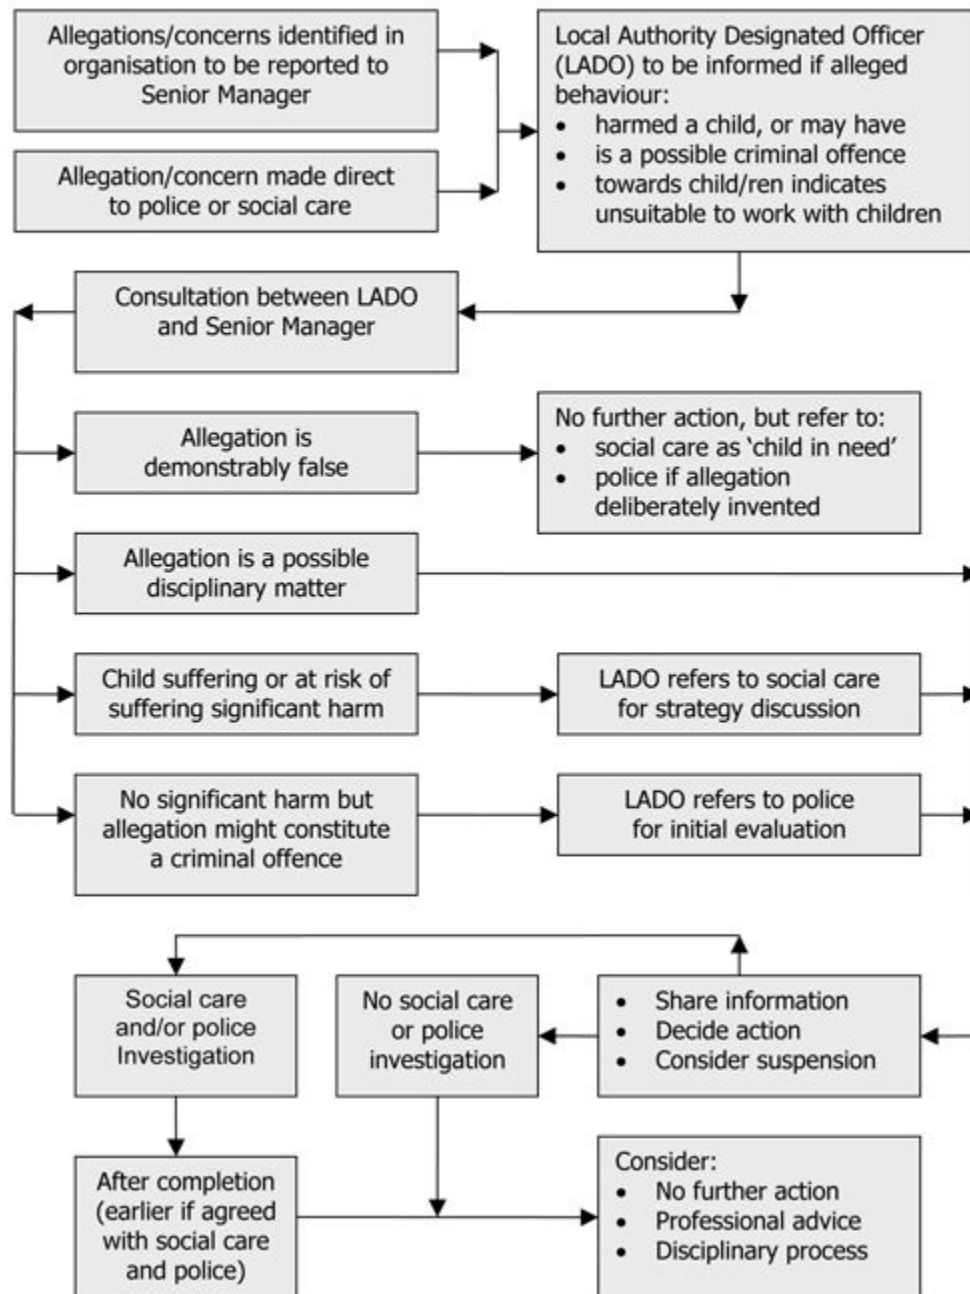 Allegations/concerns identified in
organisation to be reported to
Senior Manager
Allegation/concern made direct
to police or social care
Local Authority Designated Officer
(LADO) to be informed if alleged
behaviour:
• harmed a child, or may have
• is a possible criminal offence
• towards child/ren indicates
unsuitable to work with children
Consultation between LADO
and Senior Manager
Allegation is
demonstrably false
No further action, but refer to:
• social care as ‘child in need’
• police if allegation
deliberately invented
Allegation is a possible
disciplinary matter
Child suffering or at risk of
suffering significant harm
LADO refers to social care
for strategy discussion
No significant harm but
allegation might constitute
a criminal offence
LADO refers to police
for initial evaluation
Social care
and/or police
Investigation
No social care
or police
investigation
• Share information
• Decide action
• Consider suspension
After completion
(earlier if agreed
with social care
and police)
Consider:
• No further action
• Professional advice
• Disciplinary process